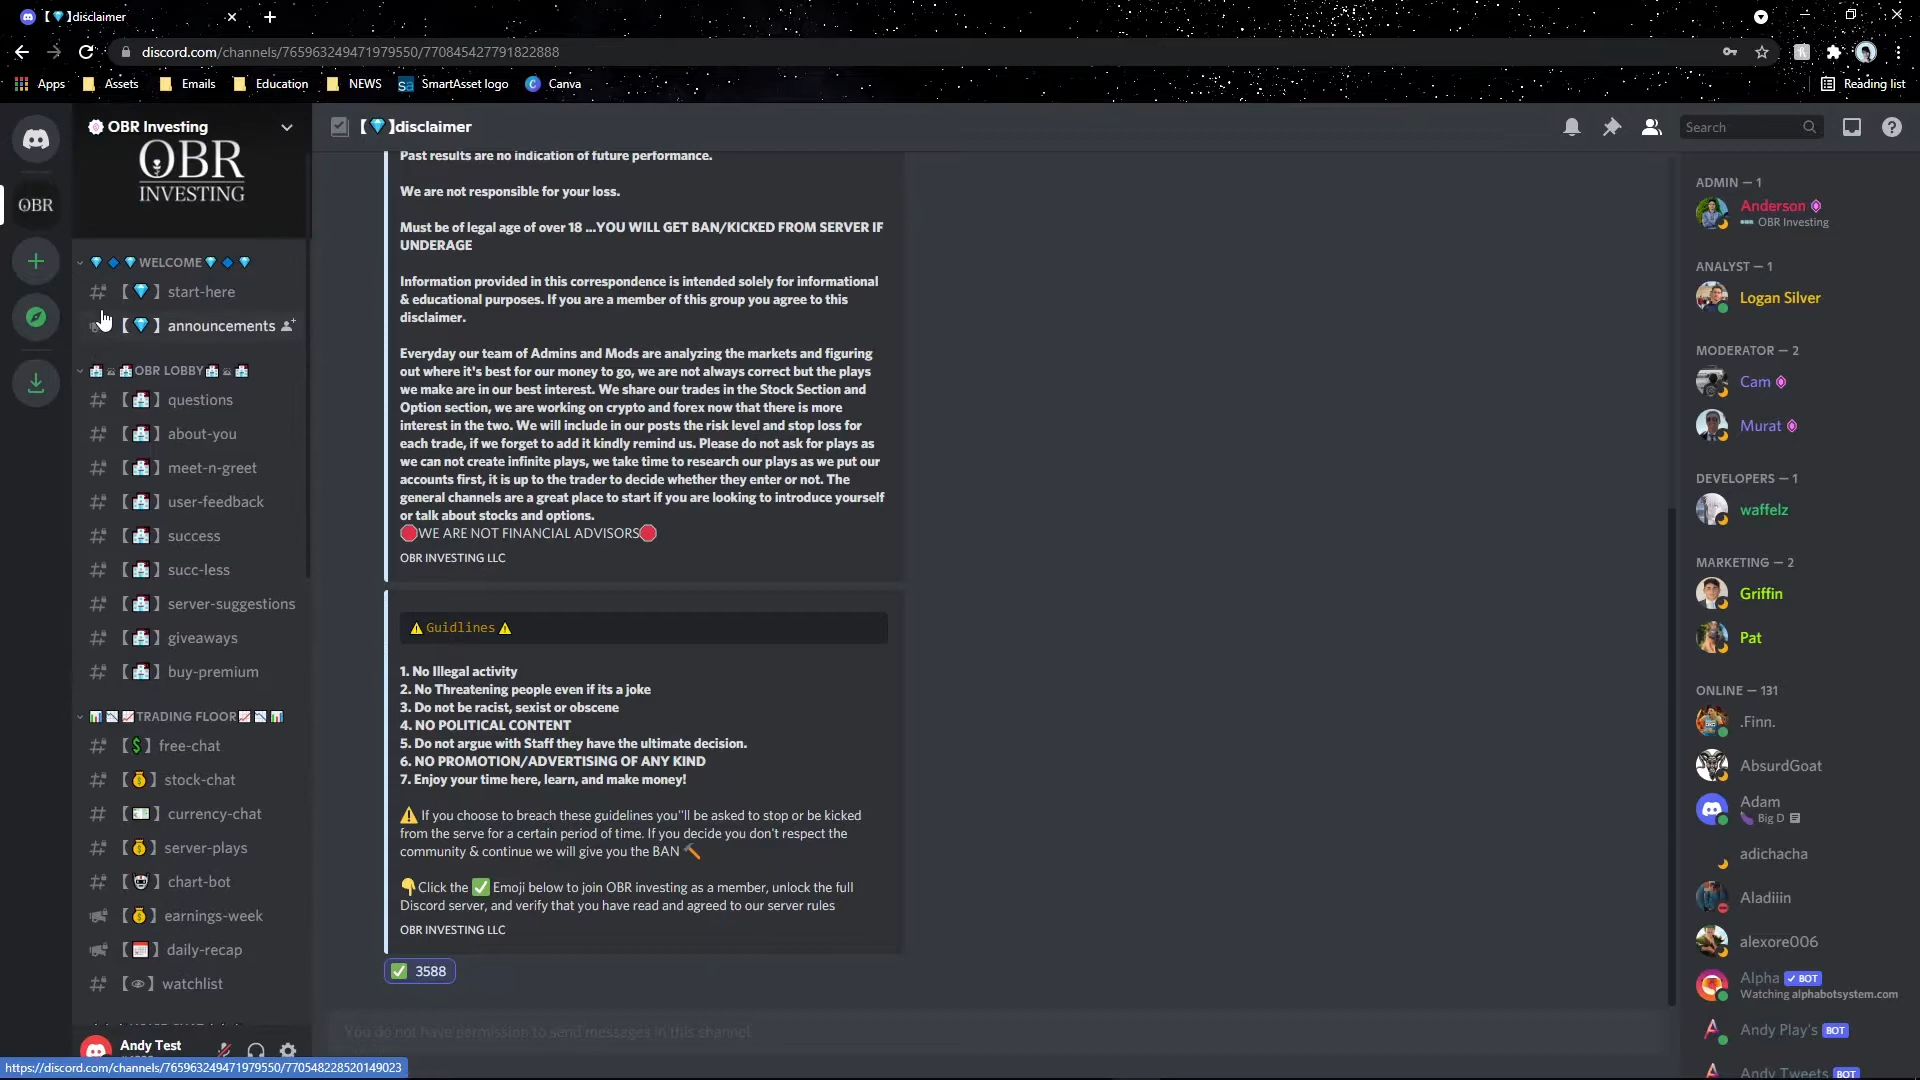 【💎】disclaimer
discord.com/channels/765963249471979550/770845427791822888
Apps
Assets
Emails
Education
NEWS
SmartAsset logo
Canva
Reading list
OBR Investing
OBR
INVESTING
OBR
💎🔹💎WELCOME💎🔹💎
【💎】start-here
【💎】announcements
OBR LOBBY
【🏥】questions
【🏥】about-you
【🏥】meet-n-greet
【🏥】user-feedback
【🏥】success
【🏥】succ-less
【🏥】server-suggestions
【🏥】giveaways
【🏥】buy-premium
📊📉📈TRADING FLOOR📈📉📊
【💲】free-chat
【💰】stock-chat
【💵】currency-chat
【💰】server-plays
【】chart-bot
【💰】earnings-week
【📅】daily-recap
【👁】watchlist
Andy Test
https://discord.com/channels/765963249471979550/770548228520149023
【💎】disclaimer
Search
Past results are no indication of future performance.
We are not responsible for your loss.
Must be of legal age of over 18 ...YOU WILL GET BAN/KICKED FROM SERVER IF
UNDERAGE
Information provided in this correspondence is intended solely for informational
& educational purposes. If you are a member of this group you agree to this
disclaimer.
Everyday our team of Admins and Mods are analyzing the markets and figuring
out where it's best for our money to go, we are not always correct but the plays
we make are in our best interest. We share our trades in the Stock Section and
Option section, we are working on crypto and forex now that there is more
interest in the two. We will include in our posts the risk level and stop loss for
each trade, if we forget to add it kindly remind us. Please do not ask for plays as
we can not create infinite plays, we take time to research our plays as we put our
accounts first, it is up to the trader to decide whether they enter or not. The
general channels are a great place to start if you are looking to introduce yourself
or talk about stocks and options.
🛑WE ARE NOT FINANCIAL ADVISORS🛑
OBR INVESTING LLC
⚠Guidlines⚠
1. No Illegal activity
2. No Threatening people even if its a joke
3. Do not be racist, sexist or obscene
4. NO POLITICAL CONTENT
5. Do not argue with Staff they have the ultimate decision.
6. NO PROMOTION/ADVERTISING OF ANY KIND
7. Enjoy your time here, learn, and make money!
⚠ If you choose to breach these guidelines you''ll be asked to stop or be kicked
from the serve for a certain period of time. If you decide you don't respect the
community & continue we will give you the BAN 🔨
👇Click the ✅ Emoji below to join OBR investing as a member, unlock the full
Discord server, and verify that you have read and agreed to our server rules
OBR INVESTING LLC
✅ 3588
You do not have permission to send messages in this channel.
ADMIN — 1
Anderson
OBR Investing
ANALYST — 1
Logan Silver
MODERATOR — 2
Cam
Murat
DEVELOPERS — 1
waffelz
MARKETING — 2
Griffin
Pat
ONLINE — 131
.Finn.
AbsurdGoat
Adam
🍆 Big D
adichacha
Aladiiin
alexore006
Alpha ✓ BOT
Watching alphabotsystem.com
Andy Play's BOT
Andy Tweets BOT